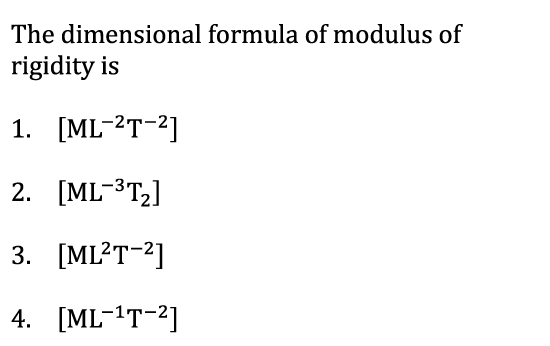 The dimensional formula of modulus of
rigidity is
1. [ML⁻²T⁻²]
2. [ML⁻³T₂]
3. [ML²T⁻²]
4. [ML⁻¹T⁻²]